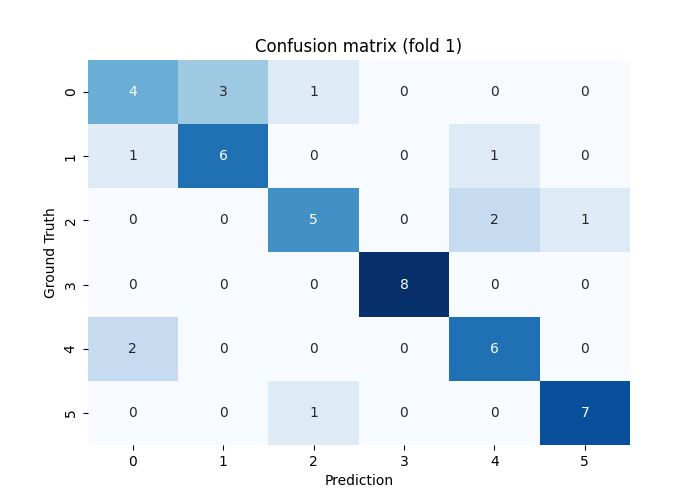 Confusion matrix (fold 1)
0 4 3 1 0 0 0
1 1 6 0 0 1 0
2 0 0 5 0 2 1
3 0 0 0 8 0 0
4 2 0 0 0 6 0
5 0 0 1 0 0 7
Ground Truth
0 1 2 3 4 5
Prediction